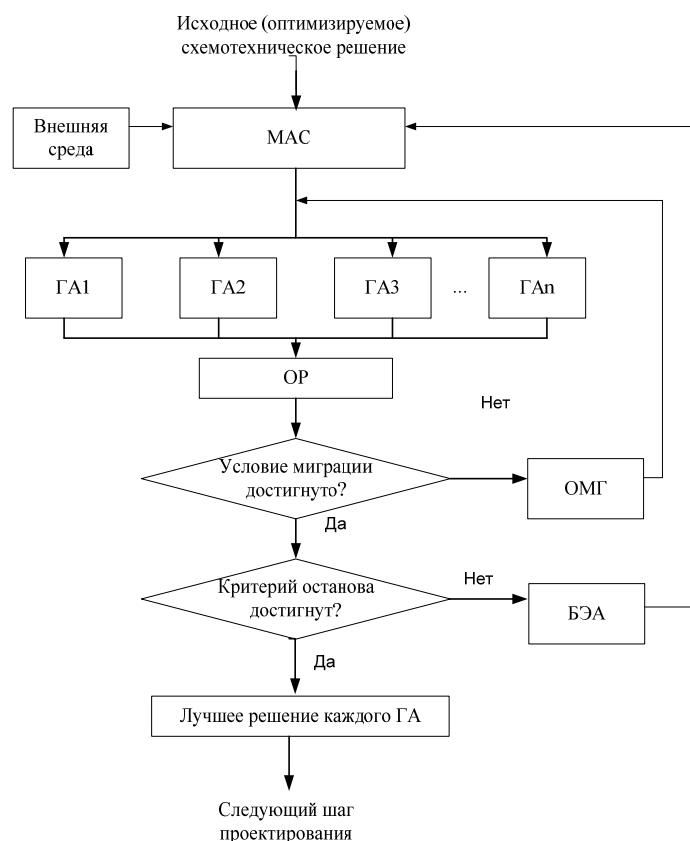 Исходное (оптимизируемое)
схемотехническое решение
Внешняя
среда
МАС
ГА1
ГА2
ГА3
...
ГАn
ОР
Нет
Условие миграции
достигнуто?
ОМГ
Да
Критерий останова
достигнут?
Нет
БЭА
Да
Лучшее решение каждого ГА
Следующий шаг
проектирования